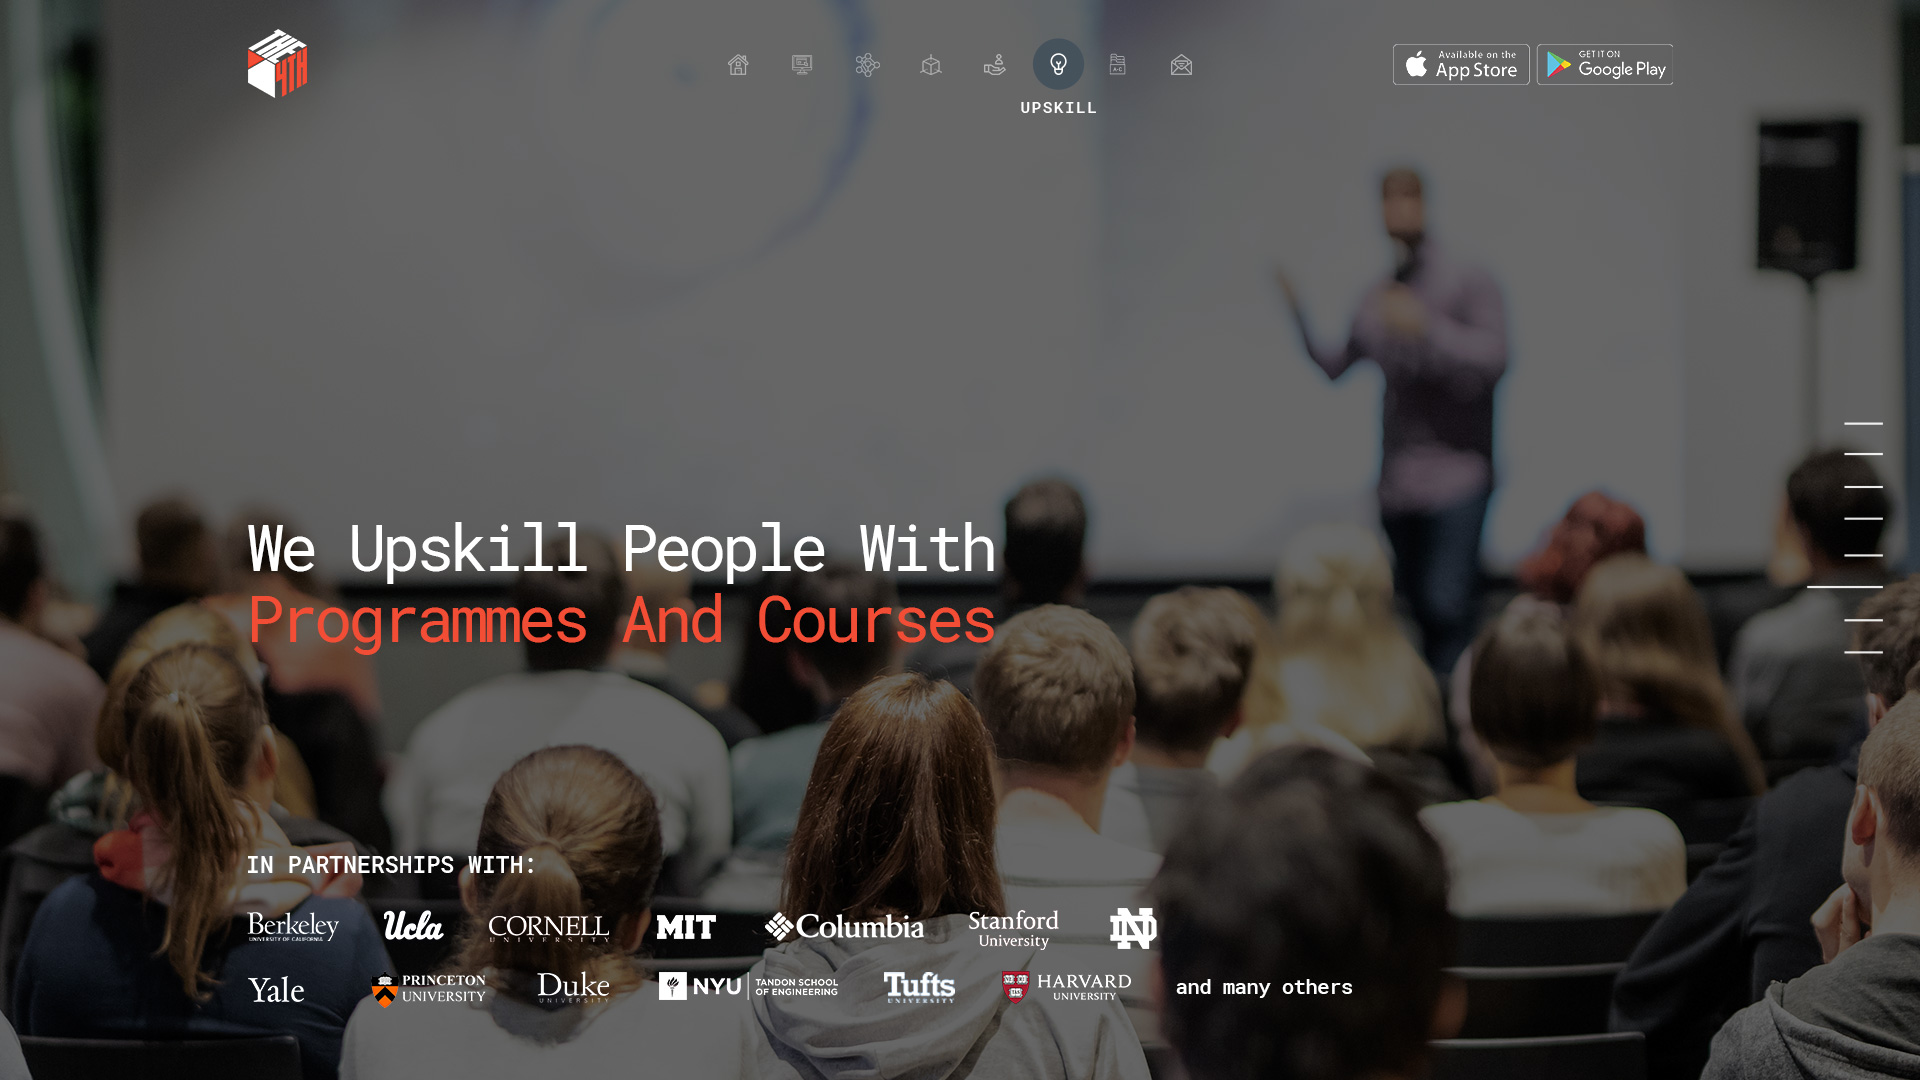 THE
4TH
UPSKILL
Available on the
App Store
GET IT ON
Google Play
We Upskill People With
Programmes And Courses
IN PARTNERSHIPS WITH:
Berkeley
UNIVERSITY OF CALIFORNIA
Ucla
CORNELL
UNIVERSITY
MIT
Columbia
Stanford
University
ND
Yale
PRINCETON
UNIVERSITY
Duke
UNIVERSITY
NYU
TANDON SCHOOL
OF ENGINEERING
Tufts
UNIVERSITY
HARVARD
UNIVERSITY
and many others